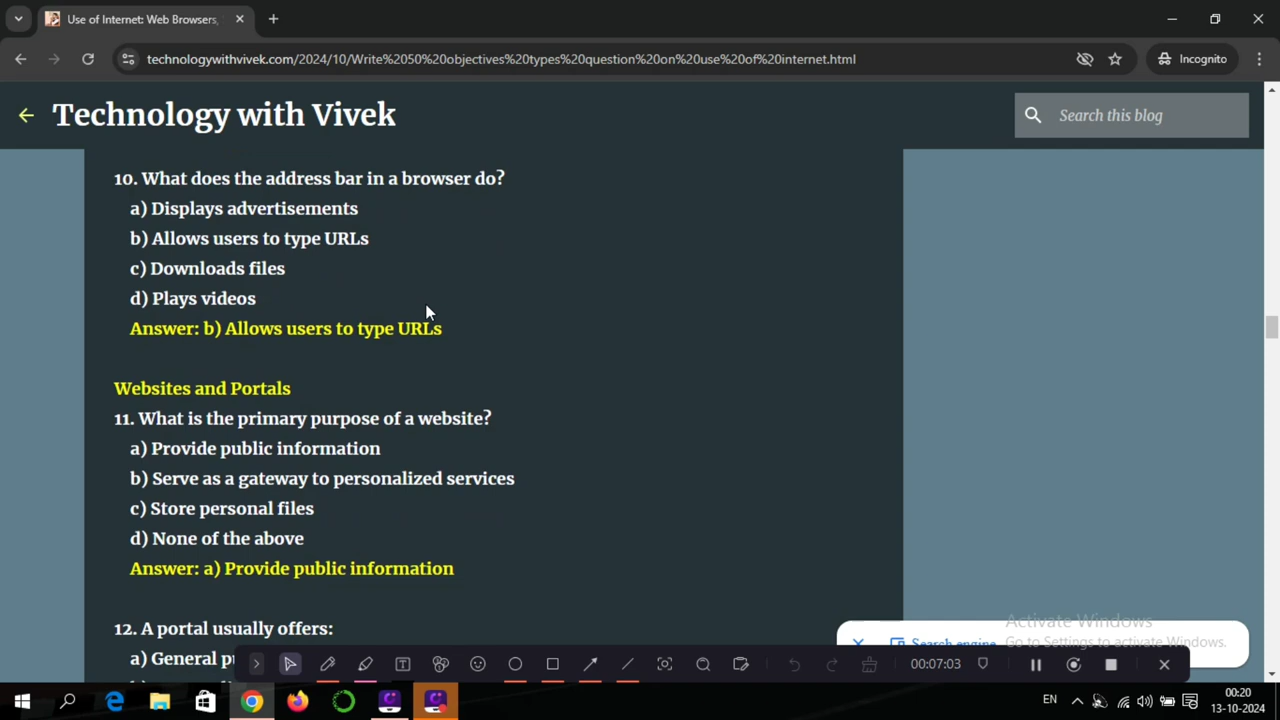 Use of Internet: Web Browsers,
technologywithvivek.com/2024/10/Write%2050%20objectives%20types%20question%20on%20use%20of%20internet.html
Incognito
Technology with Vivek
Search this blog
10. What does the address bar in a browser do?
a) Displays advertisements
b) Allows users to type URLs
c) Downloads files
d) Plays videos
Answer: b) Allows users to type URLs
Websites and Portals
11. What is the primary purpose of a website?
a) Provide public information
b) Serve as a gateway to personalized services
c) Store personal files
d) None of the above
Answer: a) Provide public information
12. A portal usually offers:
a) General
Activate Windows
Search engine
Go to Settings to activate Windows.
00:07:03
EN
00:20
13-10-2024